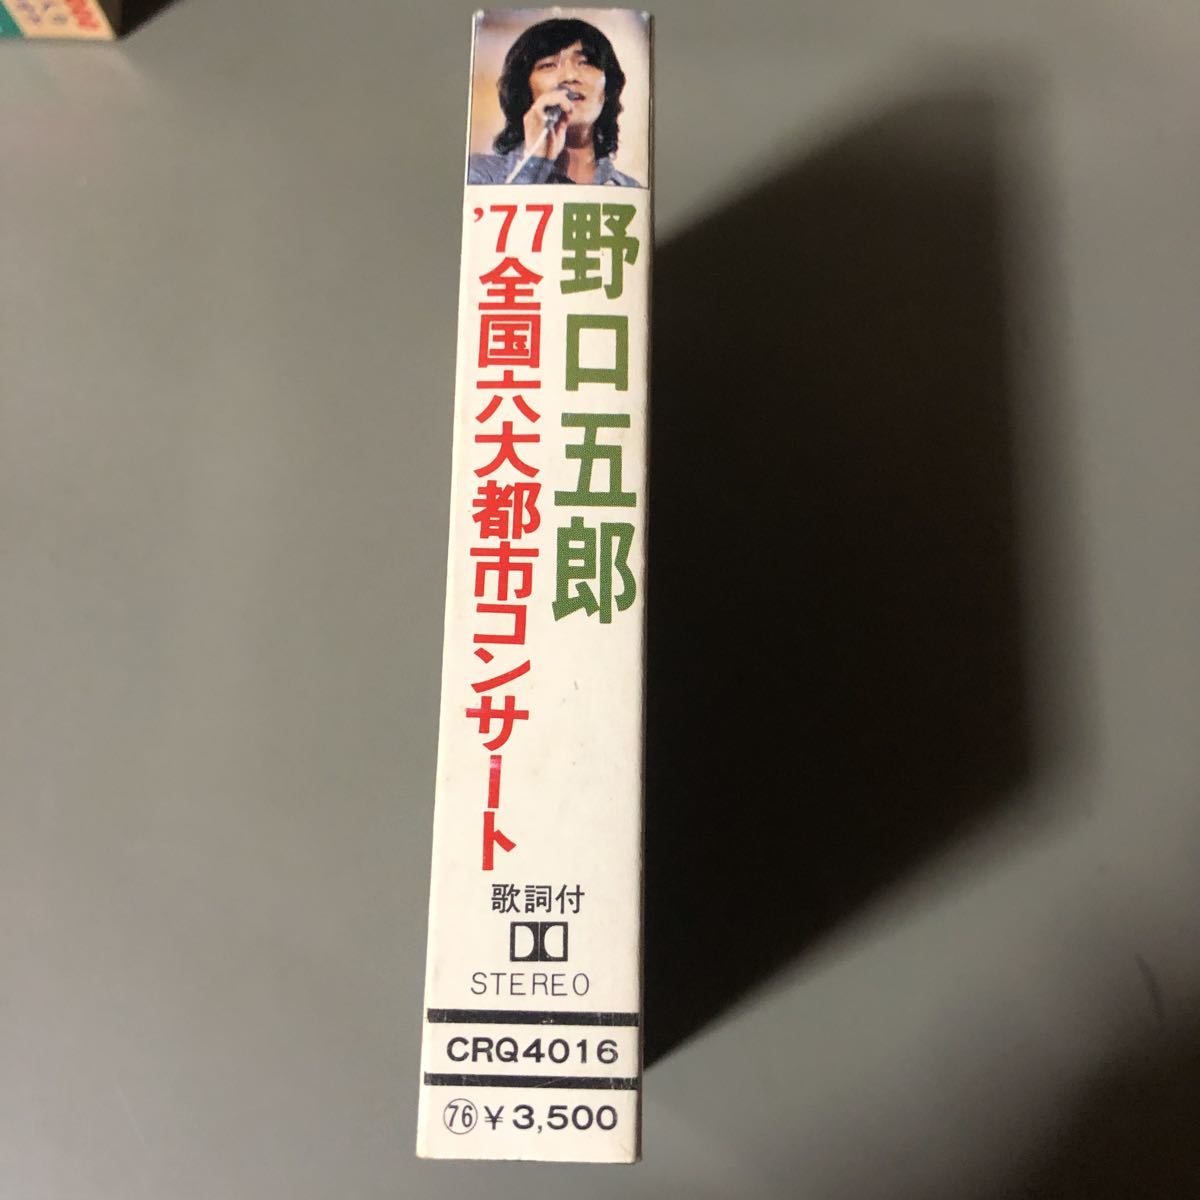 野口五郎
'77全国六大都市コンサート
歌詞付
STEREO
CRQ4016
76 ¥3,500